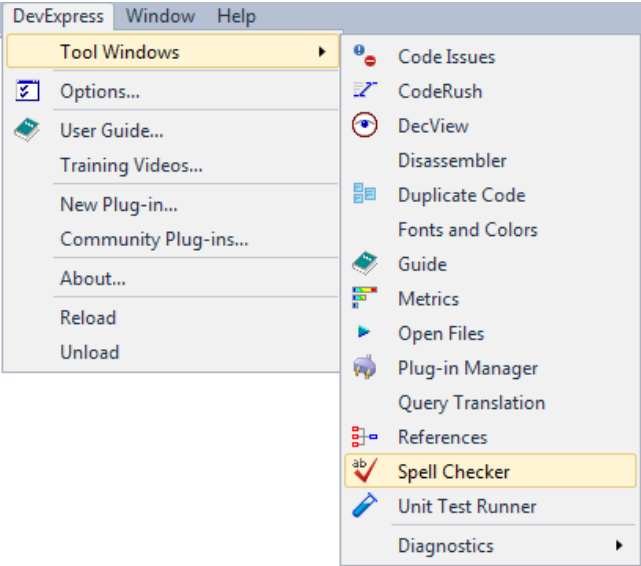 DevExpress Window Help
Tool Windows
Options...
User Guide...
Training Videos...
New Plug-in...
Community Plug-ins...
About...
Reload
Unload
Code Issues
CodeRush
DecView
Disassembler
Duplicate Code
Fonts and Colors
Guide
Metrics
Open Files
Plug-in Manager
Query Translation
References
ab
Spell Checker
Unit Test Runner
Diagnostics